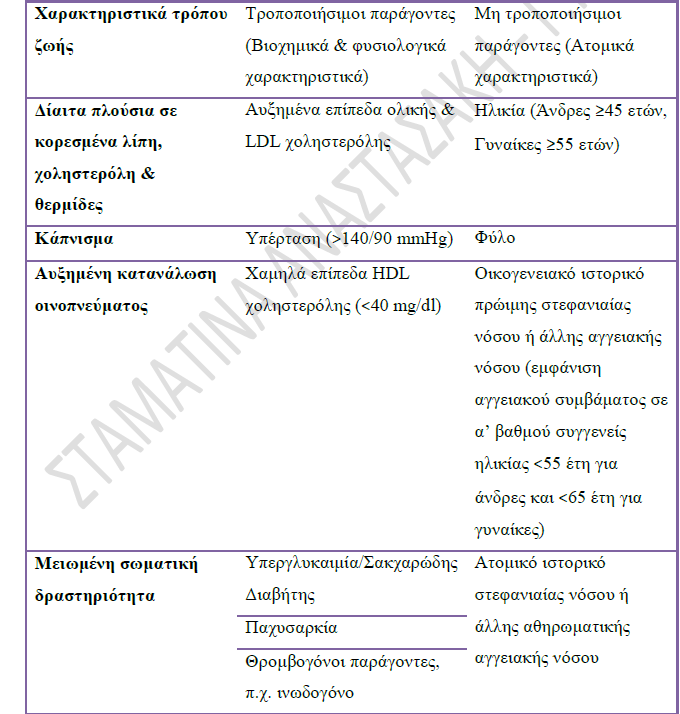 Χαρακτηριστικά τρόπου
ζωής
Τροποποιήσιμοι παράγοντες
(Βιοχημικά & φυσιολογικά
χαρακτηριστικά)
Μη τροποποιήσιμοι
παράγοντες (Ατομικά
χαρακτηριστικά)
Δίαιτα πλούσια σε
κορεσμένα λίπη,
χοληστερόλη &
θερμίδες
Αυξημένα επίπεδα ολικής &
LDL χοληστερόλης
Ηλικία (Άνδρες ≥45 ετών,
Γυναίκες ≥55 ετών)
Κάπνισμα
Υπέρταση (>140/90 mmHg)
Φύλο
Αυξημένη κατανάλωση
οινοπνεύματος
Χαμηλά επίπεδα HDL
χοληστερόλης (<40 mg/dl)
Οικογενειακό ιστορικό
πρώιμης στεφανιαίας
νόσου ή άλλης αγγειακής
νόσου (εμφάνιση
αγγειακού συμβάματος σε
α’ βαθμού συγγενείς
ηλικίας <55 έτη για
άνδρες και <65 έτη για
γυναίκες)
Μειωμένη σωματική
δραστηριότητα
Υπεργλυκαιμία/Σακχαρώδης
Διαβήτης
Παχυσαρκία
Θρομβογόνοι παράγοντες,
π.χ. ινωδογόνο
Ατομικό ιστορικό
στεφανιαίας νόσου ή
άλλης αθηρωματικής
αγγειακής νόσου
ΣΤΑΜΑΤΙΝΑ ΑΝΑΣΤΑΣΑΚΗ -